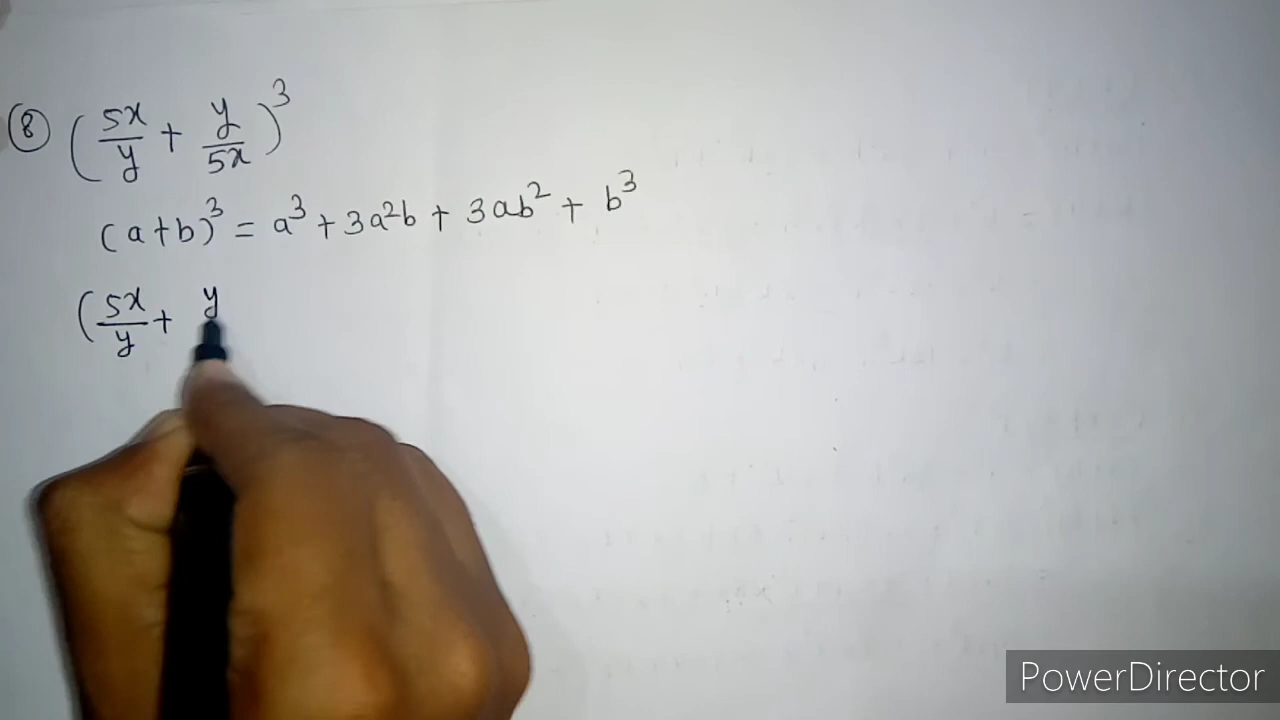 ⑧ (5x/y + y/5x)³
(a+b)³ = a³ + 3a²b + 3ab² + b³
(5x/y + y
PowerDirector